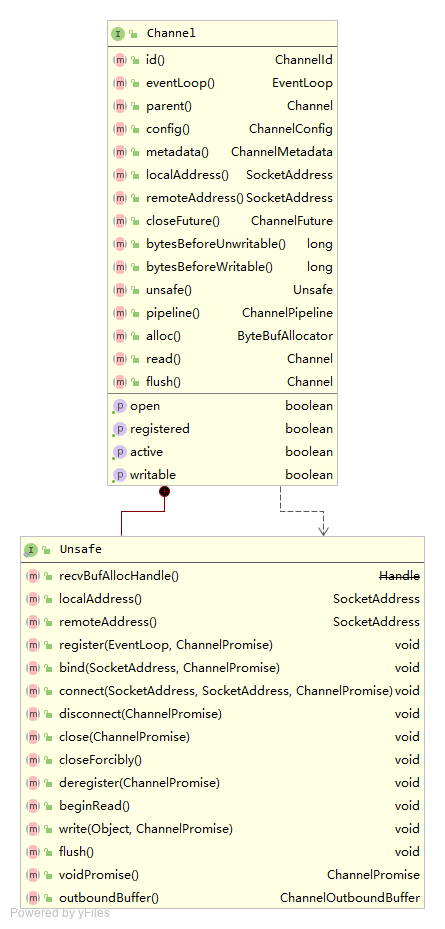 Channel
id() ChannelId
eventLoop() EventLoop
parent() Channel
config() ChannelConfig
metadata() ChannelMetadata
localAddress() SocketAddress
remoteAddress() SocketAddress
closeFuture() ChannelFuture
bytesBeforeUnwritable() long
bytesBeforeWritable() long
unsafe() Unsafe
pipeline() ChannelPipeline
alloc() ByteBufAllocator
read() Channel
flush() Channel
open boolean
registered boolean
active boolean
writable boolean
Unsafe
recvBufAllocHandle() Handle
localAddress() SocketAddress
remoteAddress() SocketAddress
register(EventLoop, ChannelPromise) void
bind(SocketAddress, ChannelPromise) void
connect(SocketAddress, SocketAddress, ChannelPromise) void
disconnect(ChannelPromise) void
close(ChannelPromise) void
closeForcibly() void
deregister(ChannelPromise) void
beginRead() void
write(Object, ChannelPromise) void
flush() void
voidPromise() ChannelPromise
outboundBuffer() ChannelOutboundBuffer
Powered by yFiles